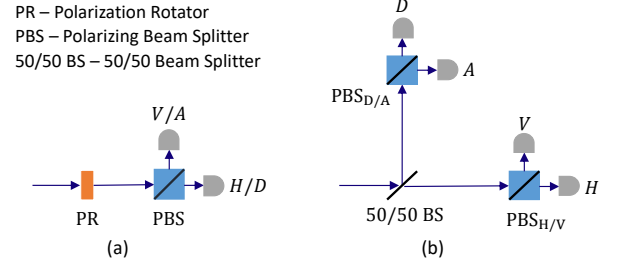 PR – Polarization Rotator
PBS – Polarizing Beam Splitter
50/50 BS – 50/50 Beam Splitter
V/A
H/D
PR
PBS
(a)
D
A
PBS_D/A
V
H
50/50 BS
PBS_H/V
(b)